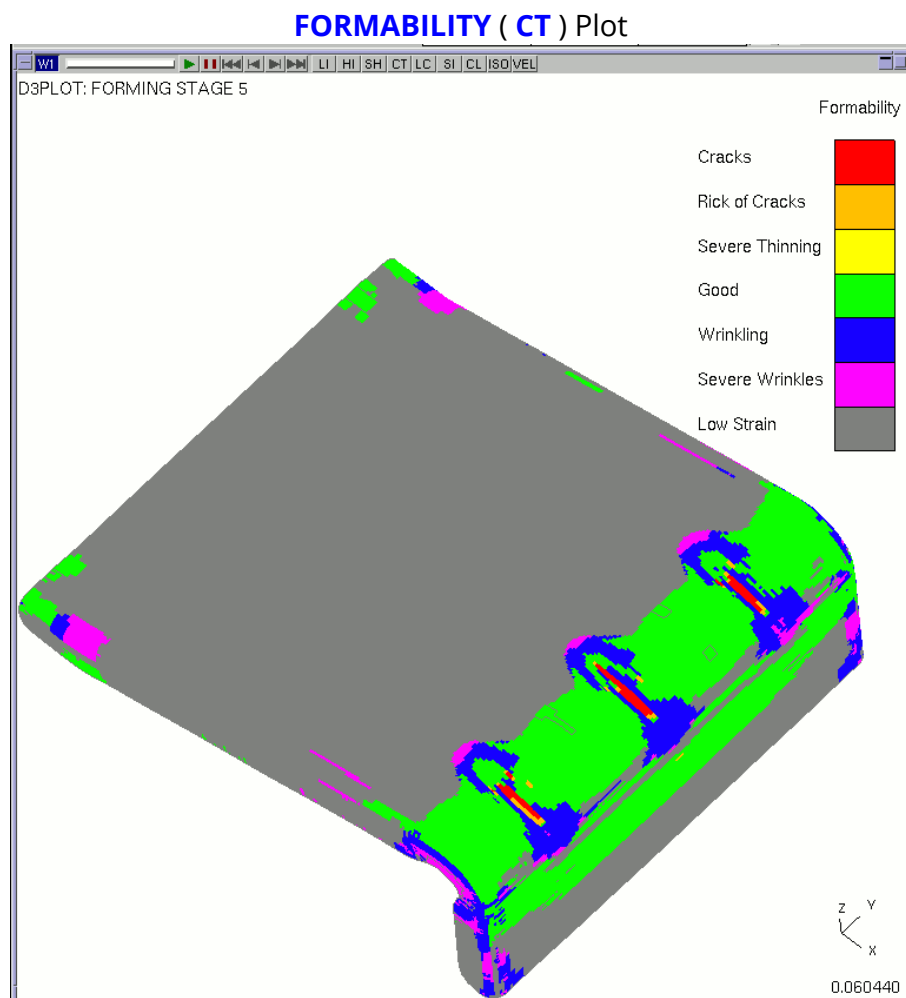 FORMABILITY ( CT ) Plot
W1 LI HI SH CT LC SI CL ISO VEL
D3PLOT: FORMING STAGE 5
Formability
Cracks
Rick of Cracks
Severe Thinning
Good
Wrinkling
Severe Wrinkles
Low Strain
Z Y
X
0.060440